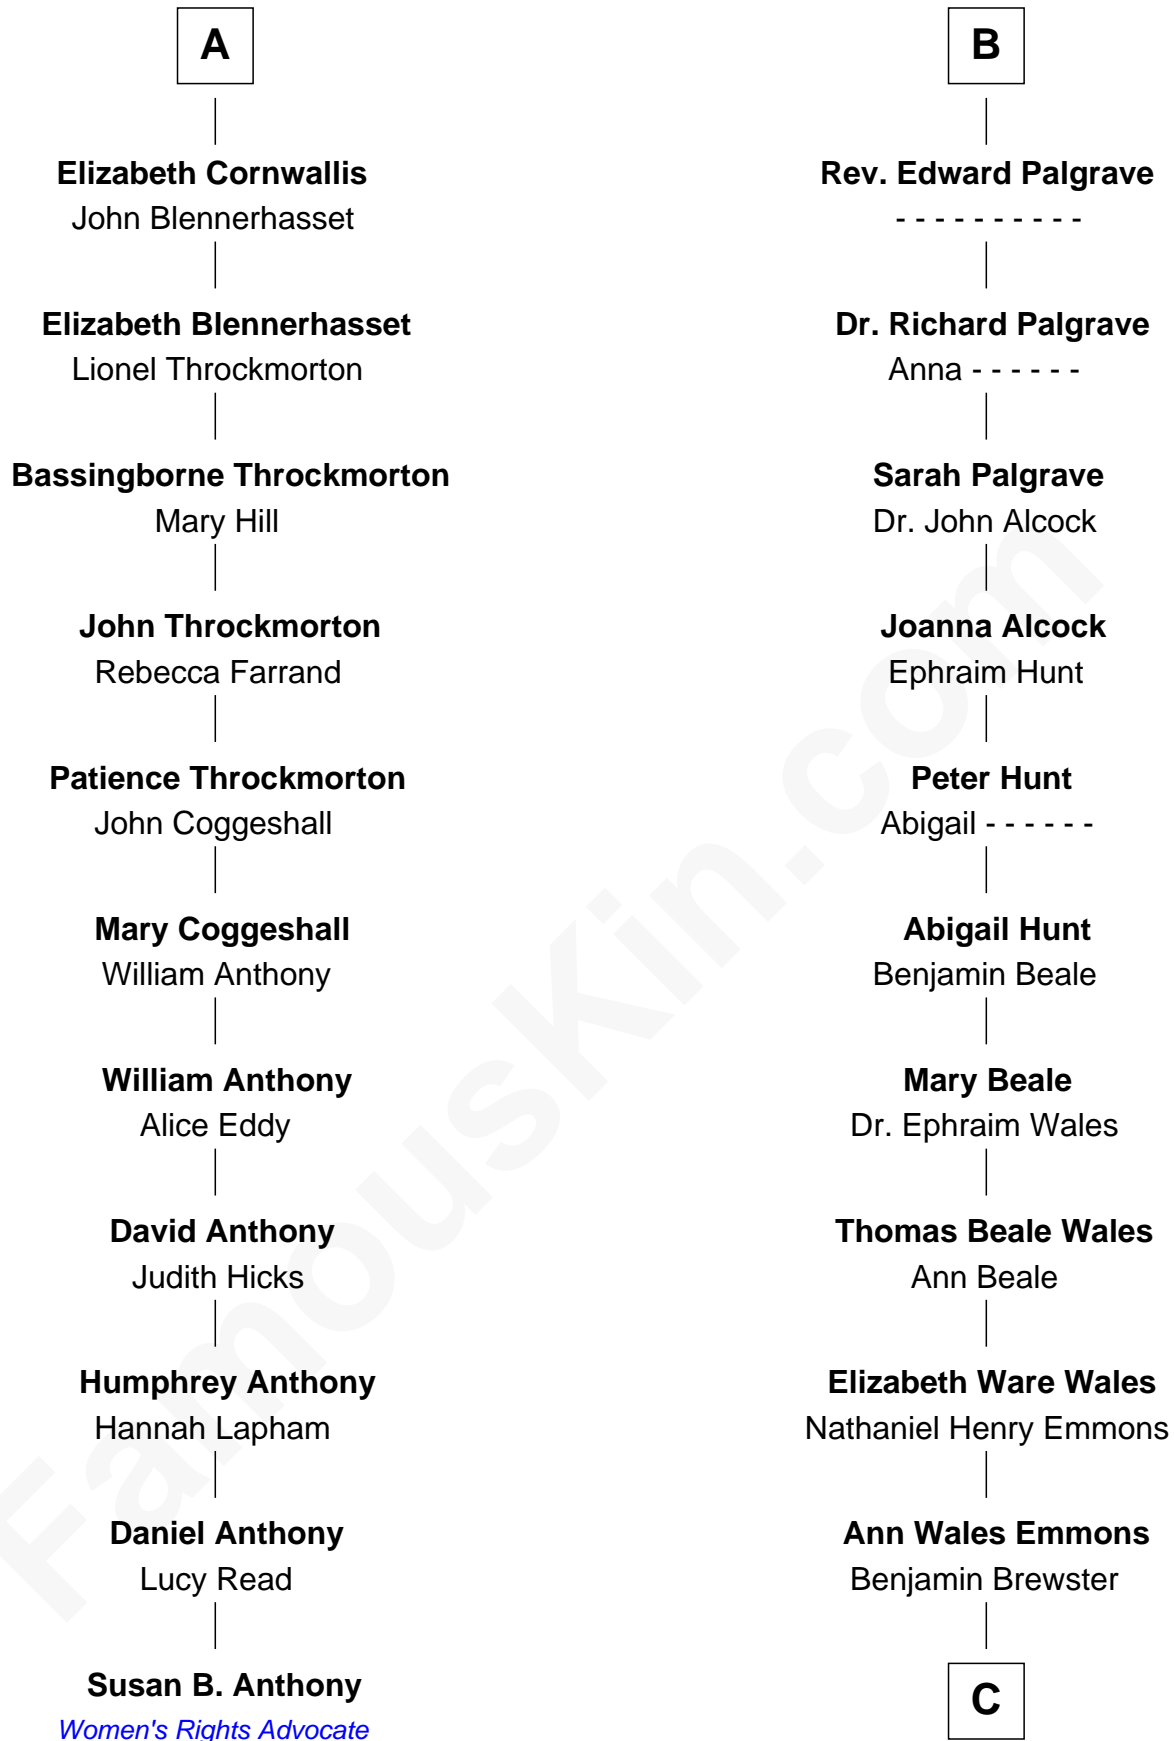 A
Elizabeth Cornwallis
John Blennerhasset
Elizabeth Blennerhasset
Lionel Throckmorton
Bassingborne Throckmorton
Mary Hill
John Throckmorton
Rebecca Farrand
Patience Throckmorton
John Coggeshall
Mary Coggeshall
William Anthony
William Anthony
Alice Eddy
David Anthony
Judith Hicks
Humphrey Anthony
Hannah Lapham
Daniel Anthony
Lucy Read
Susan B. Anthony
Women's Rights Advocate
B
Rev. Edward Palgrave
- - - - - - - - - -
Dr. Richard Palgrave
Anna - - - - - -
Sarah Palgrave
Dr. John Alcock
Joanna Alcock
Ephraim Hunt
Peter Hunt
Abigail - - - - - -
Abigail Hunt
Benjamin Beale
Mary Beale
Dr. Ephraim Wales
Thomas Beale Wales
Ann Beale
Elizabeth Ware Wales
Nathaniel Henry Emmons
Ann Wales Emmons
Benjamin Brewster
C
FamousKin.com